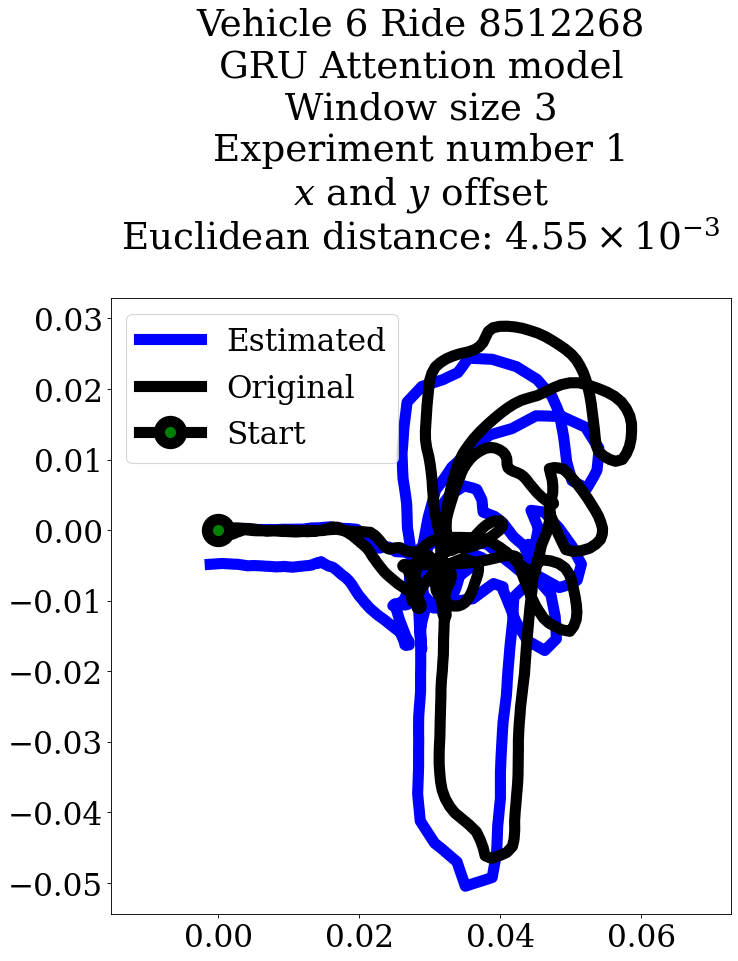 Vehicle 6 Ride 8512268
GRU Attention model
Window size 3
Experiment number 1
x and y offset
Euclidean distance: 4.55 × 10⁻³
Estimated
Original
Start
0.03
0.02
0.01
0.00
−0.01
−0.02
−0.03
−0.04
−0.05
0.00 0.02 0.04 0.06